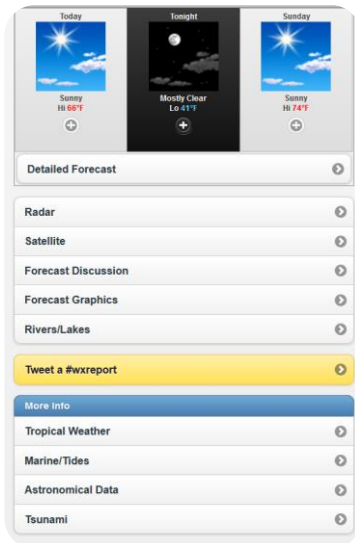 Today
Tonight
Sunday
Sunny
Hi 66°F
Mostly Clear
Lo 41°F
Sunny
Hi 74°F
Detailed Forecast
Radar
Satellite
Forecast Discussion
Forecast Graphics
Rivers/Lakes
Tweet a #wxreport
More Info
Tropical Weather
Marine/Tides
Astronomical Data
Tsunami